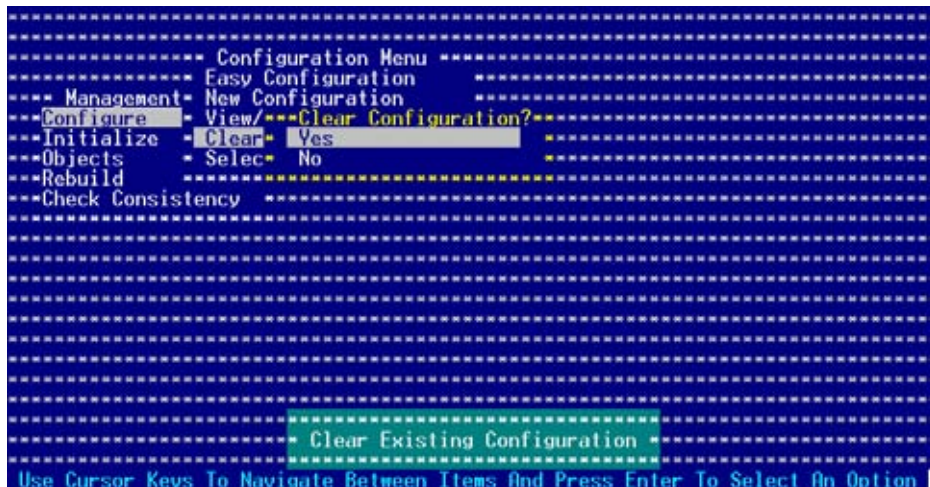 Configuration Menu
Easy Configuration
Management
New Configuration
Configure
View/
Clear Configuration?
Initialize
Clear
Yes
Objects
Selec
No
Rebuild
Check Consistency
Clear Existing Configuration
Use Cursor Keys To Navigate Between Items And Press Enter To Select An Option